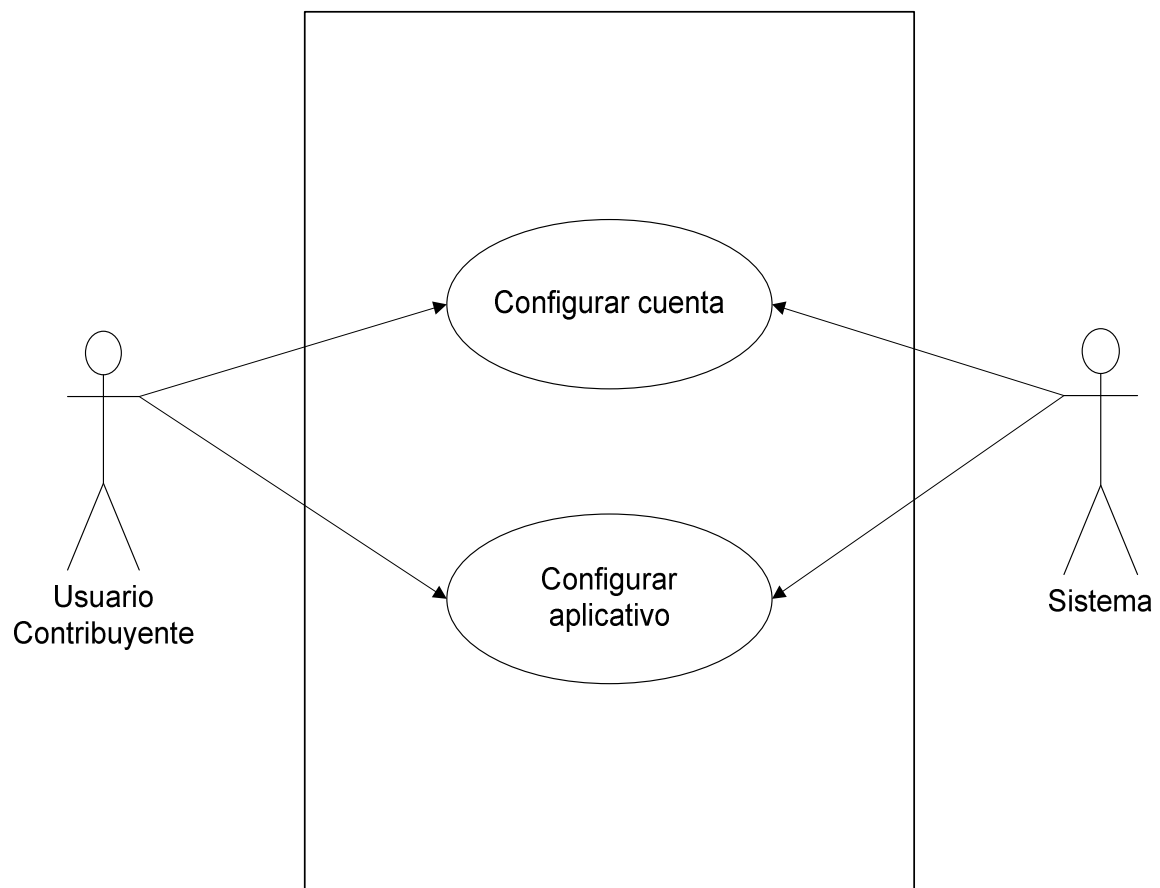 Configurar cuenta
Usuario
Contribuyente
Configurar
aplicativo
Sistema